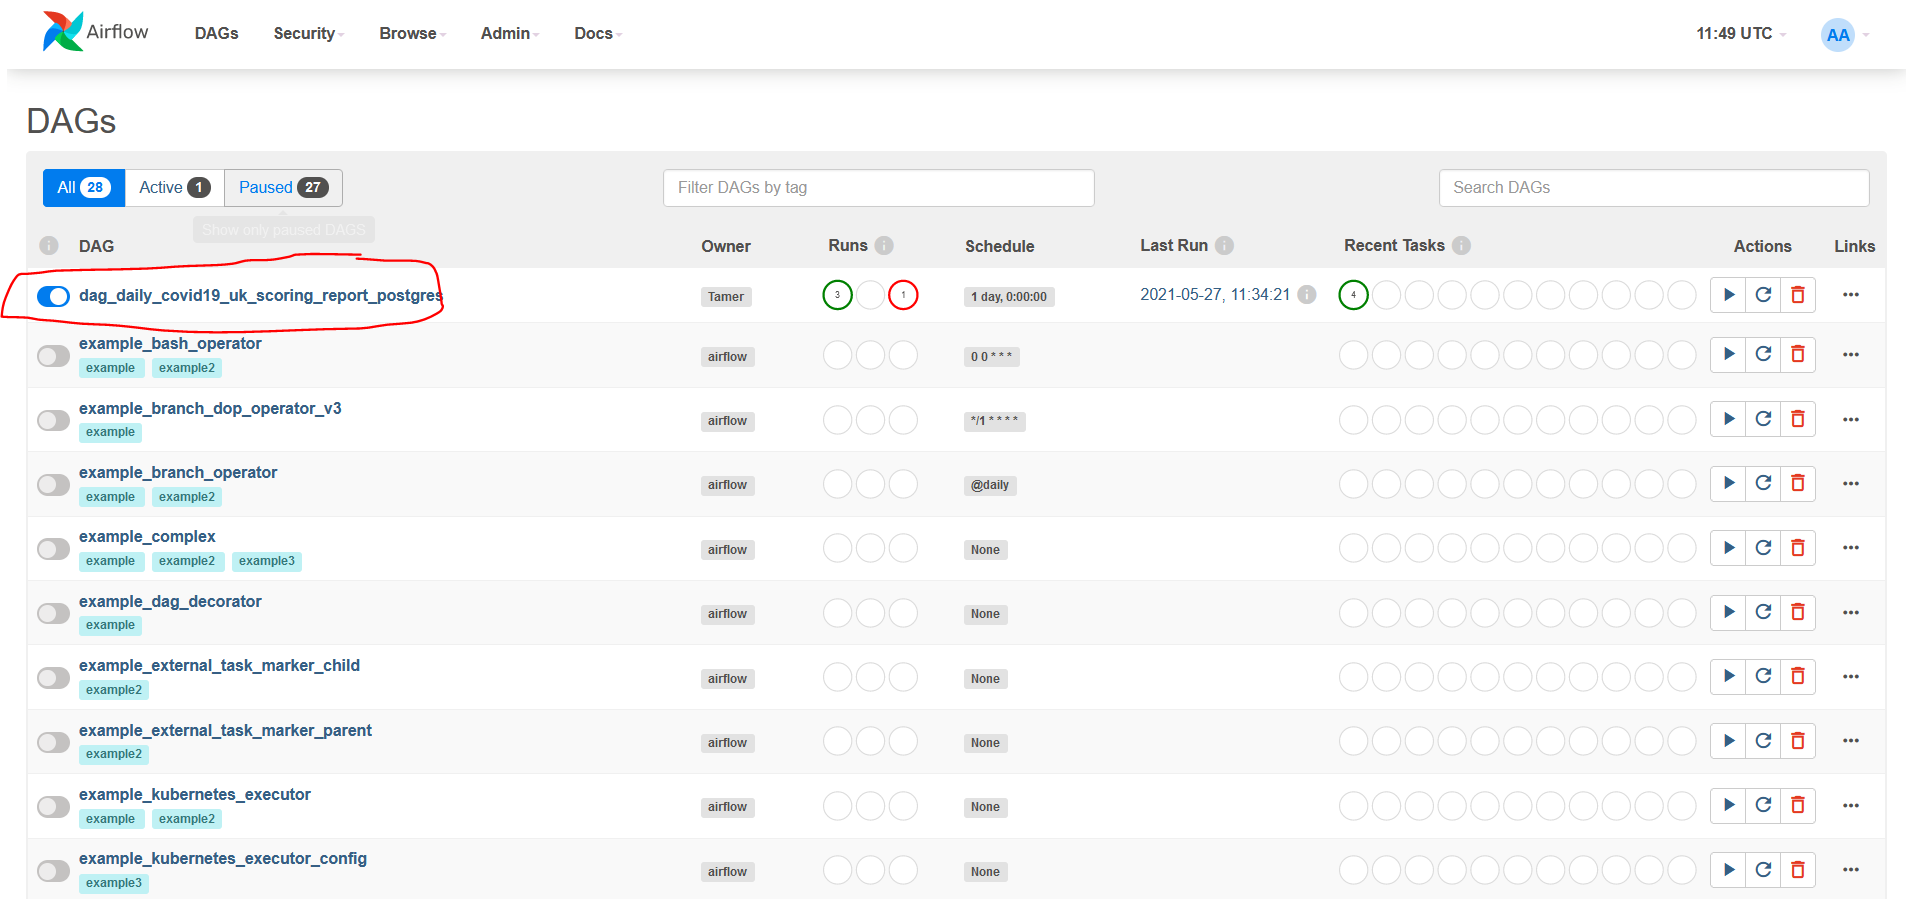 Airflow DAGs Security Browse Admin Docs 11:49 UTC AA
DAGs
All 28 Active 1 Paused 27 Filter DAGs by tag Search DAGs
Show only paused DAGS
i DAG Owner Runs i Schedule Last Run i Recent Tasks i Actions Links
dag_daily_covid19_uk_scoring_report_postgres Tamer 3 1 1 day, 0:00:00 2021-05-27, 11:34:21 i 4
example_bash_operator airflow 0 0 * * *
example example2
example_branch_dop_operator_v3 airflow */1 * * * *
example
example_branch_operator airflow @daily
example example2
example_complex airflow None
example example2 example3
example_dag_decorator airflow None
example
example_external_task_marker_child airflow None
example2
example_external_task_marker_parent airflow None
example2
example_kubernetes_executor airflow None
example example2
example_kubernetes_executor_config airflow None
example3